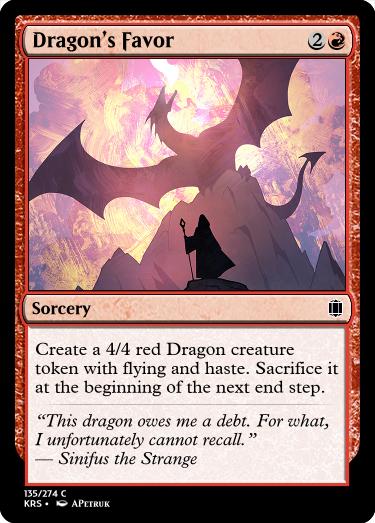 Dragon's Favor 2
Sorcery
Create a 4/4 red Dragon creature
token with flying and haste. Sacrifice it
at the beginning of the next end step.
"This dragon owes me a debt. For what,
I unfortunately cannot recall."
— Sinifus the Strange
135/274 C
KRS • APetruk